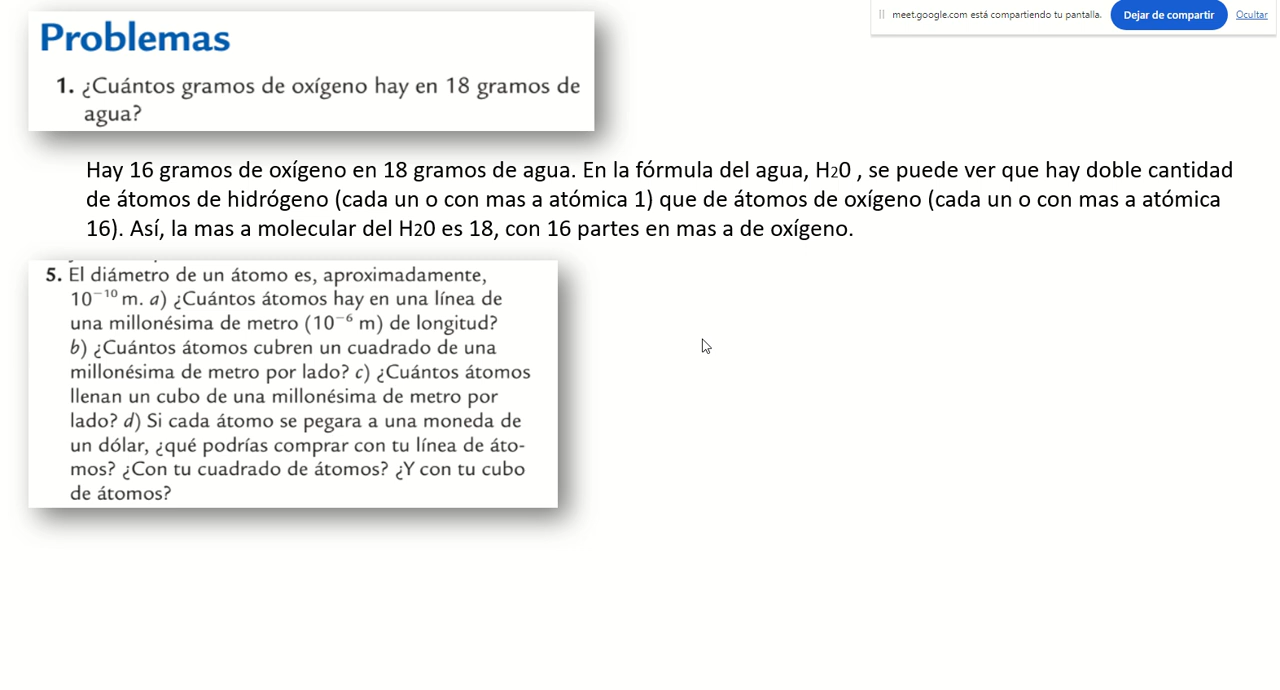 meet.google.com está compartiendo tu pantalla.
Dejar de compartir
Ocultar
Problemas
1. ¿Cuántos gramos de oxígeno hay en 18 gramos de
agua?
Hay 16 gramos de oxígeno en 18 gramos de agua. En la fórmula del agua, H₂0 , se puede ver que hay doble cantidad
de átomos de hidrógeno (cada un o con mas a atómica 1) que de átomos de oxígeno (cada un o con mas a atómica
16). Así, la mas a molecular del H20 es 18, con 16 partes en mas a de oxígeno.
5. El diámetro de un átomo es, aproximadamente,
10⁻¹⁰ m. a) ¿Cuántos átomos hay en una línea de
una millonésima de metro (10⁻⁶ m) de longitud?
b) ¿Cuántos átomos cubren un cuadrado de una
millonésima de metro por lado? c) ¿Cuántos átomos
llenan un cubo de una millonésima de metro por
lado? d) Si cada átomo se pegara a una moneda de
un dólar, ¿qué podrías comprar con tu línea de áto-
mos? ¿Con tu cuadrado de átomos? ¿Y con tu cubo
de átomos?